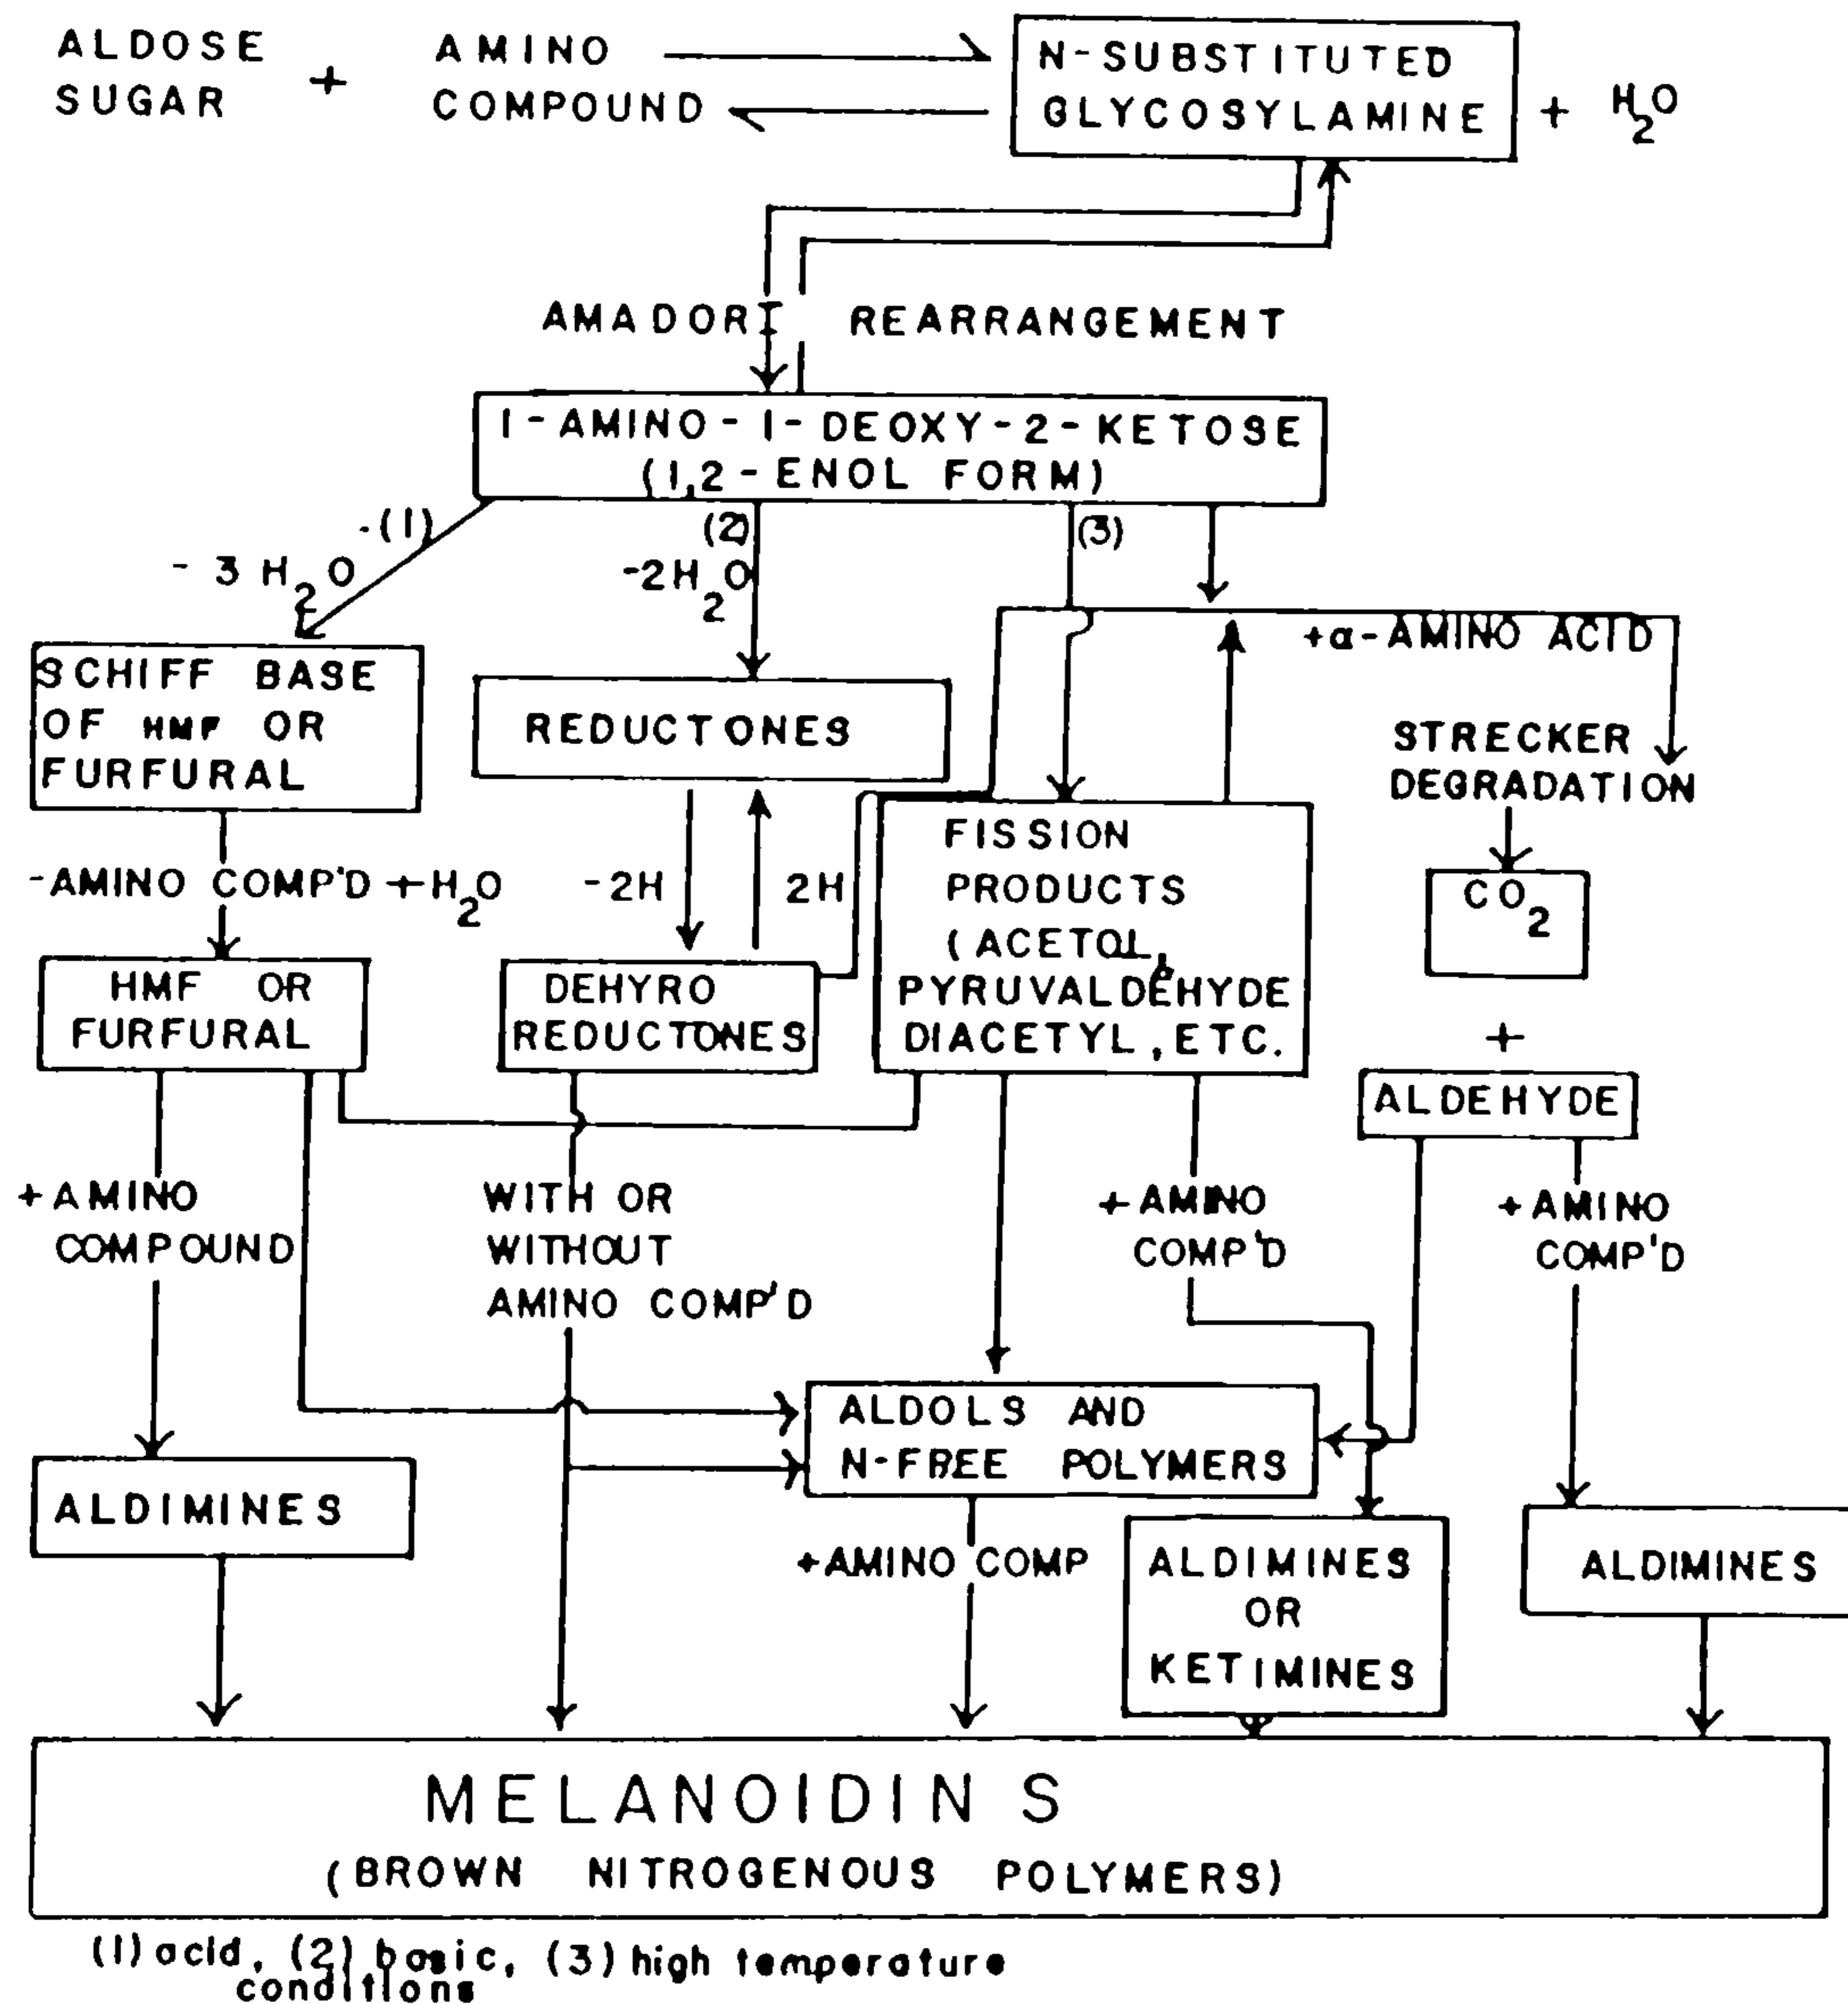 ALDOSE
SUGAR
+
AMINO
COMPOUND
N-SUBSTITUTED
GLYCOSYLAMINE
+ H2O
AMADORI REARRANGEMENT
1-AMINO-1-DEOXY-2-KETOSE
(1,2-ENOL FORM)
-(1)
- 3 H2O
(2)
-2H2O
(3)
+α-AMINO ACID
SCHIFF BASE
OF HMF OR
FURFURAL
REDUCTONES
STRECKER
DEGRADATION
-AMINO COMP'D +H2O
-2H
2H
FISSION
PRODUCTS
(ACETOL,
PYRUVALDEHYDE
DIACETYL, ETC.
CO2
+
ALDEHYDE
HMF OR
FURFURAL
DEHYRO
REDUCTONES
+AMINO
COMPOUND
WITH OR
WITHOUT
AMINO COMP'D
+AMINO
COMP'D
+AMINO
COMP'D
ALDOLS AND
N-FREE POLYMERS
ALDIMINES
+AMINO COMP
ALDIMINES
OR
KETIMINES
ALDIMINES
MELANOIDINS
(BROWN NITROGENOUS POLYMERS)
(1) acid, (2) basic, (3) high temperature
conditions